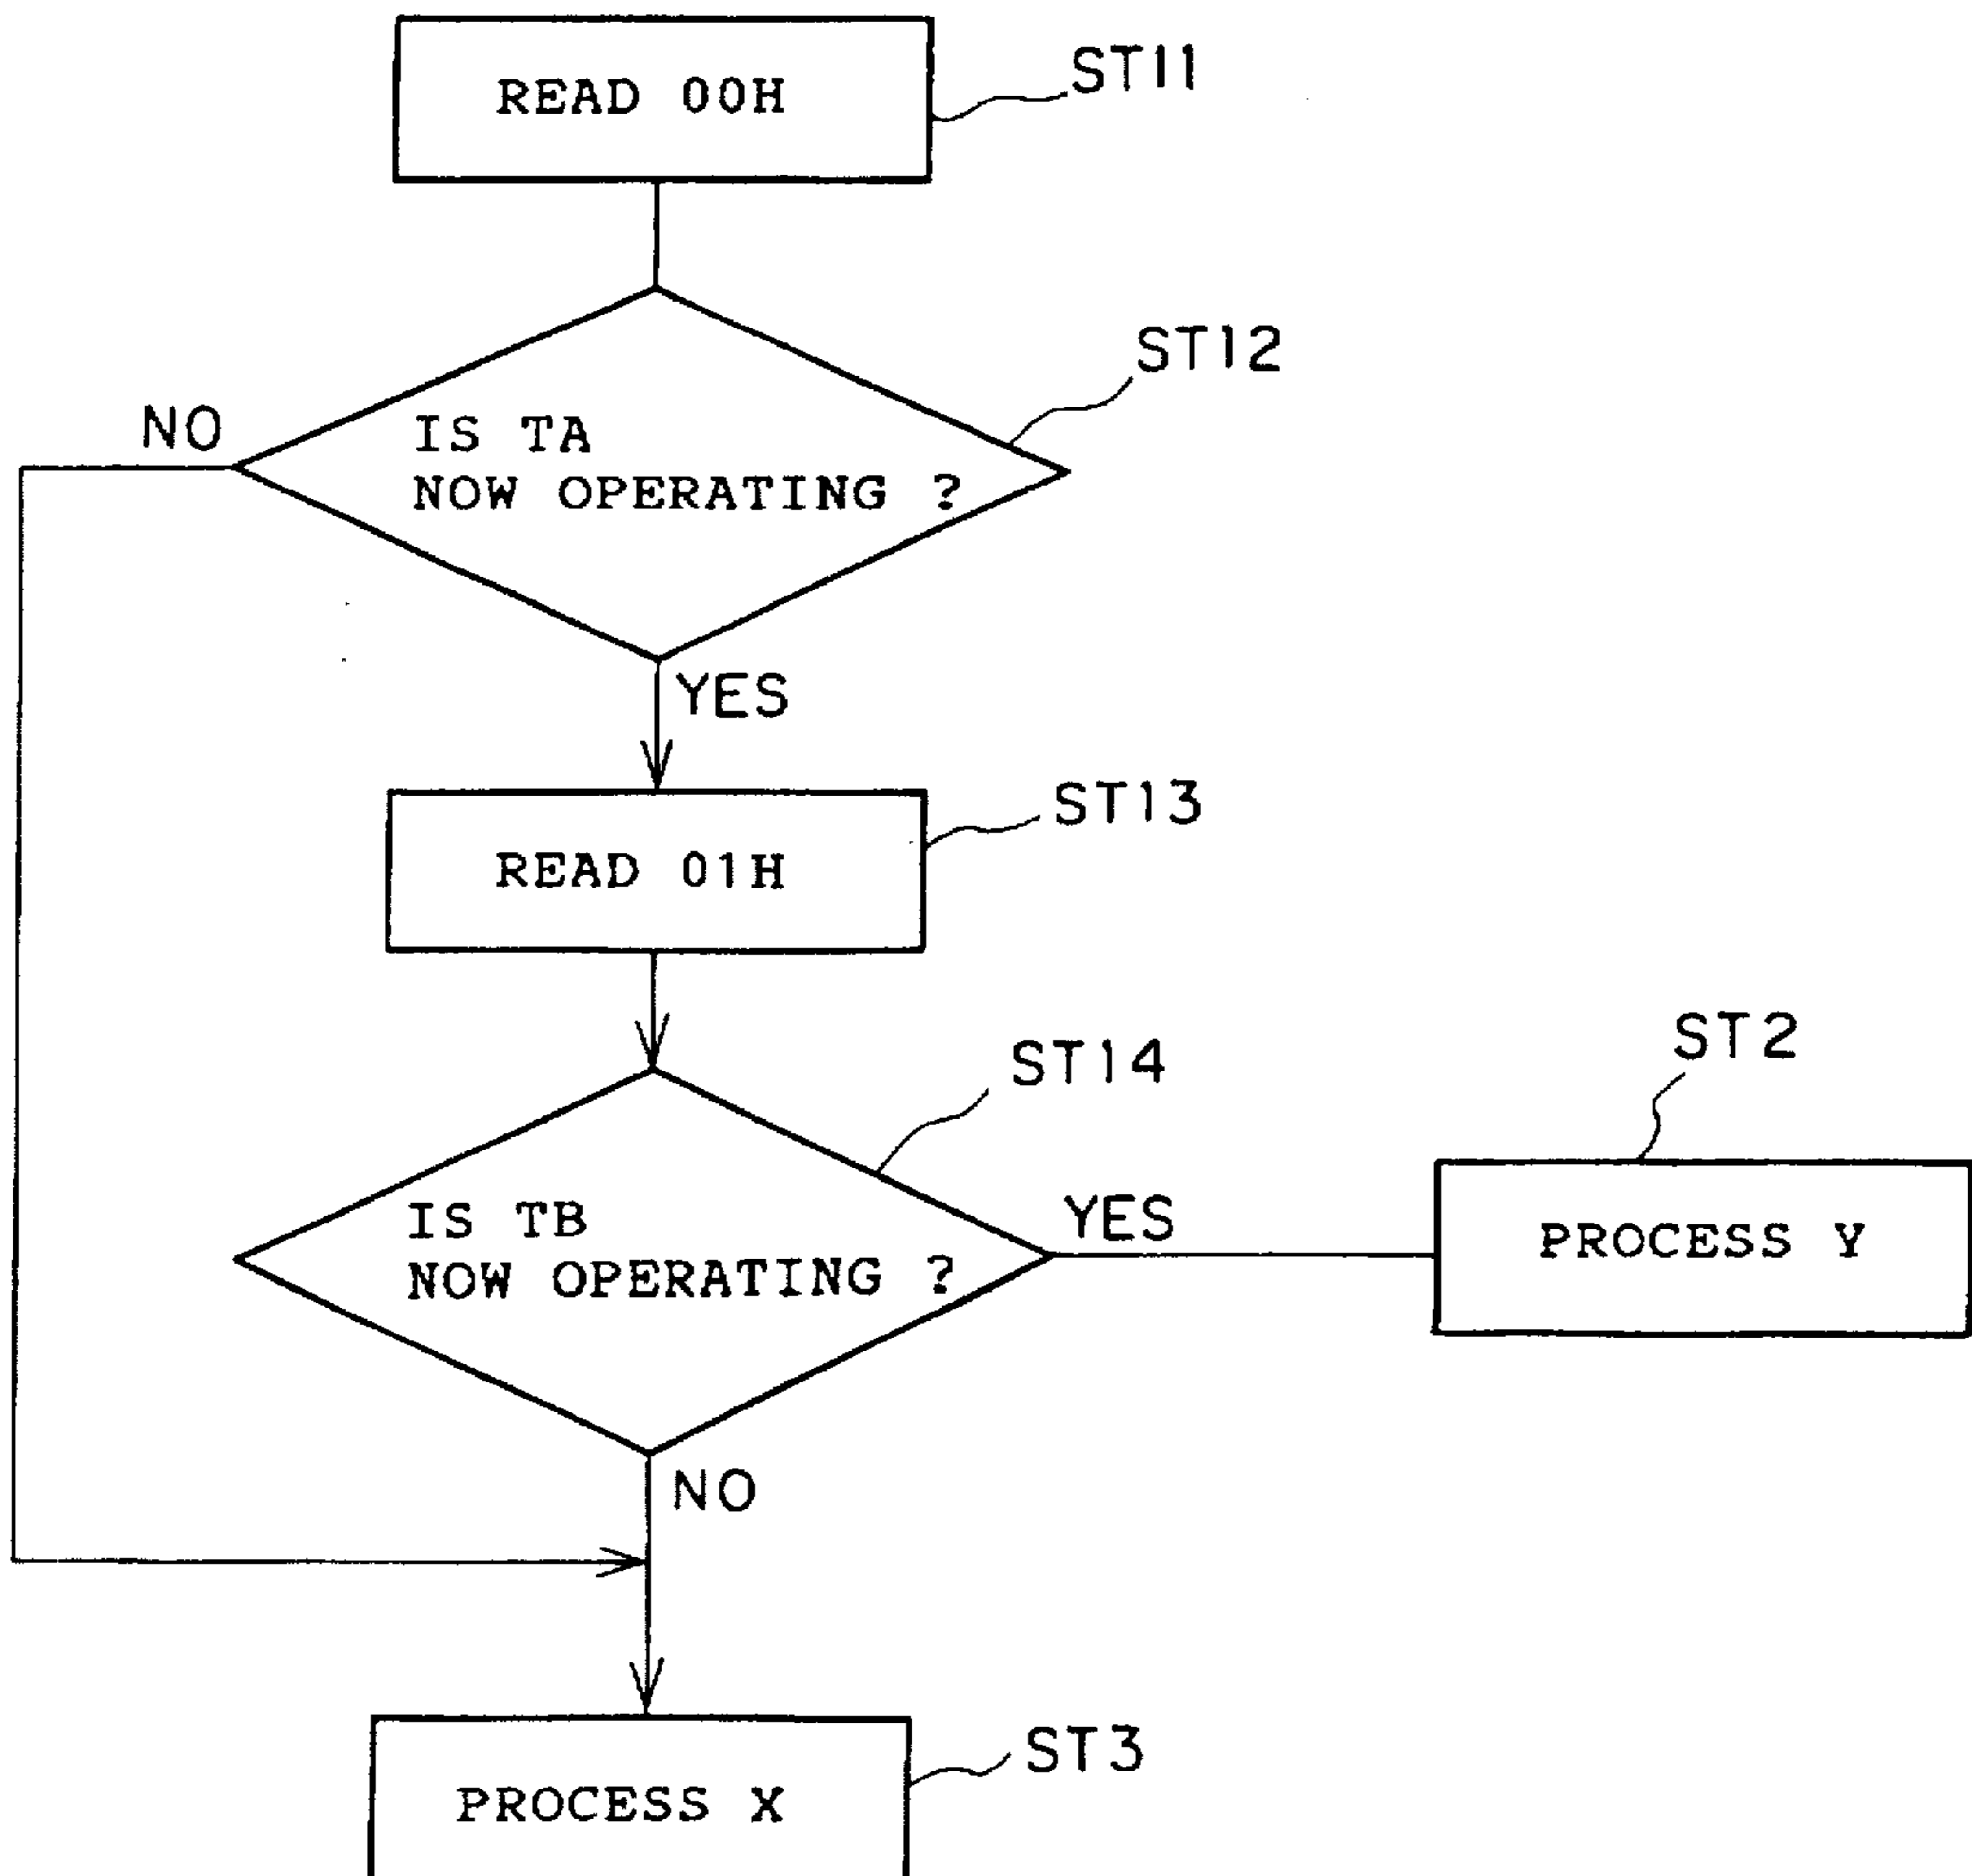 READ 00H
ST11
ST12
NO
IS TA
NOW OPERATING ?
YES
ST13
READ 01H
ST14
ST2
IS TB
NOW OPERATING ?
YES
PROCESS Y
NO
ST3
PROCESS X